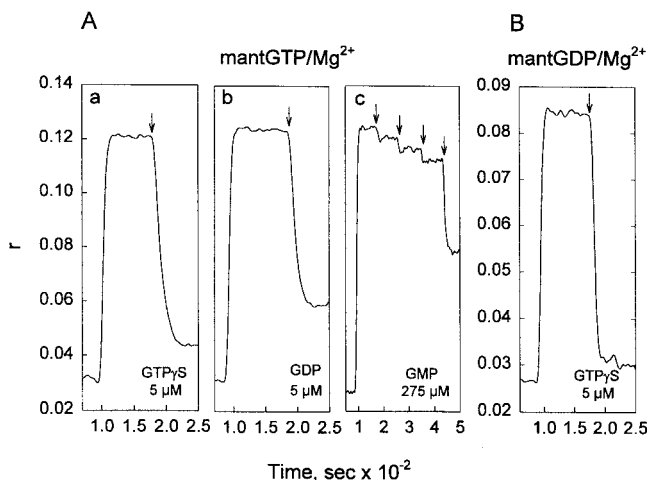 A
B
mantGTP/Mg2+
mantGDP/Mg2+
a
b
c
r
0.14
0.12
0.10
0.08
0.06
0.04
0.02
0.09
0.08
0.07
0.06
0.05
0.04
0.03
0.02
GTPγS
5 µM
GDP
5 µM
GMP
275 µM
GTPγS
5 µM
1.0 1.5 2.0 2.5
1.0 1.5 2.0 2.5
1 2 3 4 5
1.0 1.5 2.0 2.5
Time, sec x 10-2